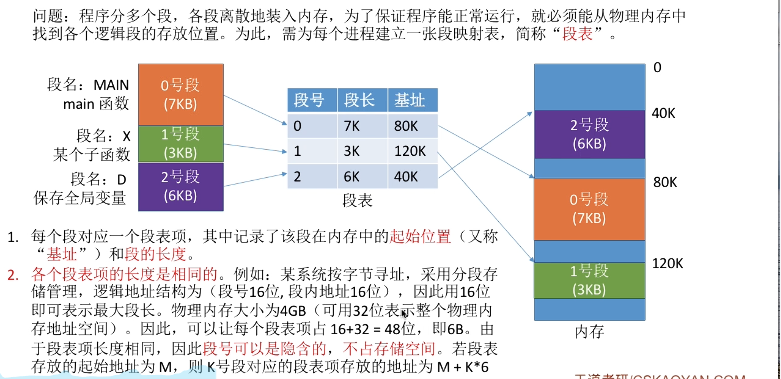 问题：程序分多个段，各段离散地装入内存，为了保证程序能正常运行，就必须能从物理内存中
找到各个逻辑段的存放位置。为此，需为每个进程建立一张段映射表，简称“段表”。
段名：MAIN
main 函数
0号段
(7KB)
段名：X
某个子函数
1号段
(3KB)
段名：D
保存全局变量
2号段
(6KB)
段号 段长 基址
0 7K 80K
1 3K 120K
2 6K 40K
段表
0
40K
2号段
(6KB)
80K
0号段
(7KB)
120K
1号段
(3KB)
内存
1. 每个段对应一个段表项，其中记录了该段在内存中的起始位置（又称
“基址”）和段的长度。
2. 各个段表项的长度是相同的。例如：某系统按字节寻址，采用分段存
储管理，逻辑地址结构为（段号16位, 段内地址16位），因此用16位
即可表示最大段长。物理内存大小为4GB（可用32位表示整个物理内
存地址空间）。因此，可以让每个段表项占 16+32 = 48位，即6B。由
于段表项长度相同，因此段号可以是隐含的，不占存储空间。若段表
存放的起始地址为 M，则 K号段对应的段表项存放的地址为 M + K*6